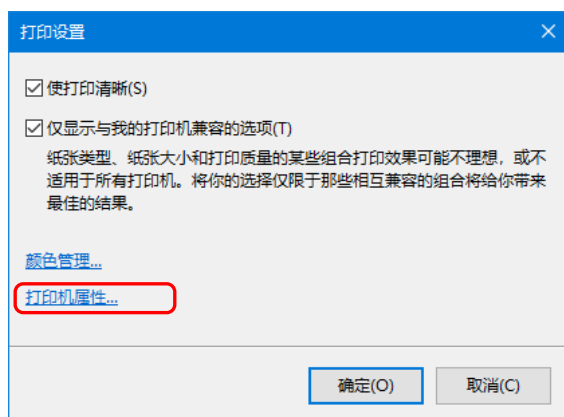 打印设置
使打印清晰(S)
仅显示与我的打印机兼容的选项(T)
纸张类型、纸张大小和打印质量的某些组合打印效果可能不理想，或不
适用于所有打印机。将你的选择仅限于那些相互兼容的组合将给你带来
最佳的结果。
颜色管理...
打印机属性...
确定(O)
取消(C)